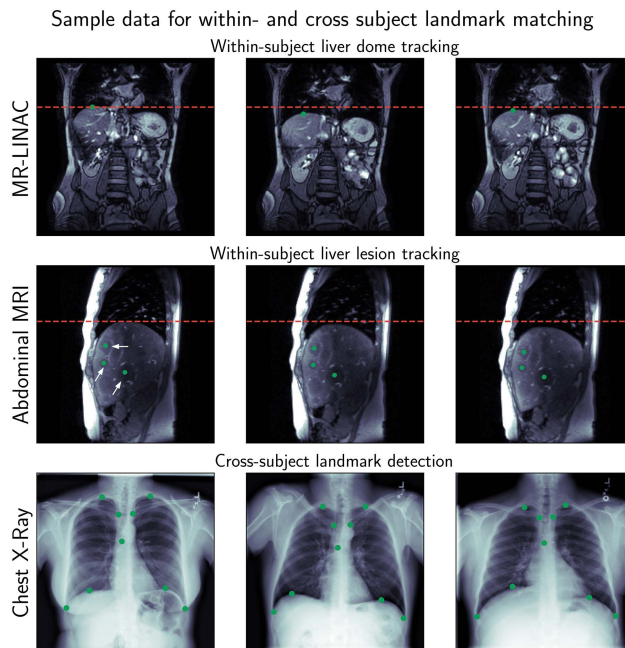 Sample data for within- and cross subject landmark matching
Within-subject liver dome tracking
MR-LINAC
Within-subject liver lesion tracking
Abdominal MRI
Cross-subject landmark detection
Chest X-Ray